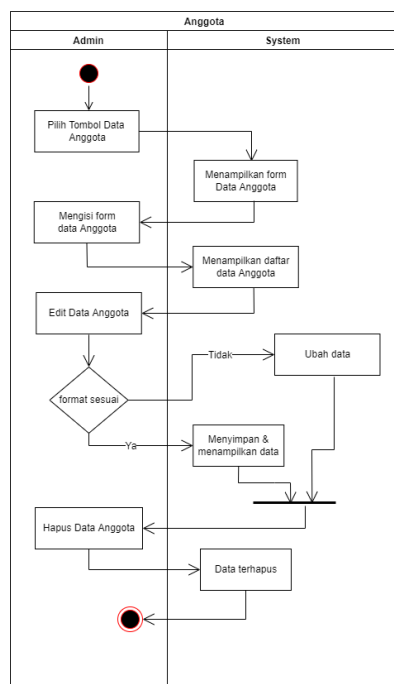 Anggota
Admin
System
Pilih Tombol Data
Anggota
Menampilkan form
Data Anggota
Mengisi form
data Anggota
Menampilkan daftar
data Anggota
Edit Data Anggota
Tidak
Ubah data
format sesuai
Ya
Menyimpan &
menampilkan data
Hapus Data Anggota
Data terhapus